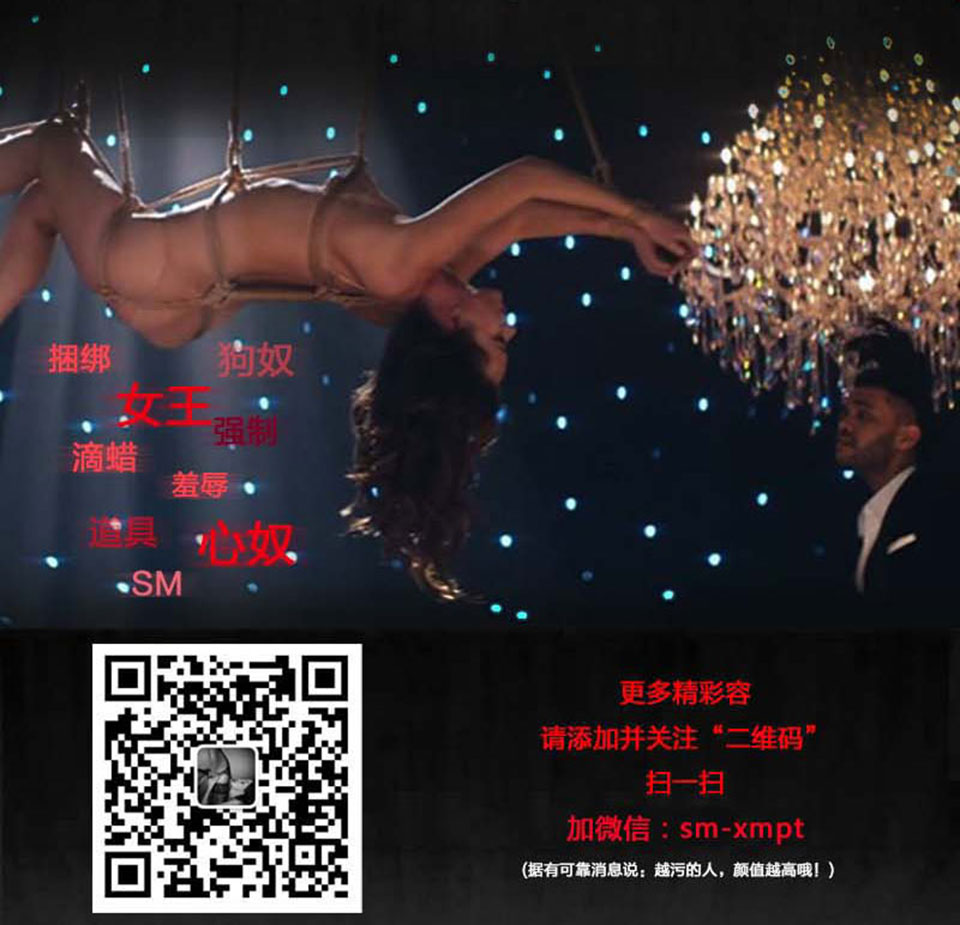 捆绑
狗奴
女王
强制
滴蜡
羞辱
道具
心奴
SM
更多精彩容
请添加并关注“二维码”
扫一扫
加微信：sm-xmpt
(据有可靠消息说：越污的人，颜值越高哦！)